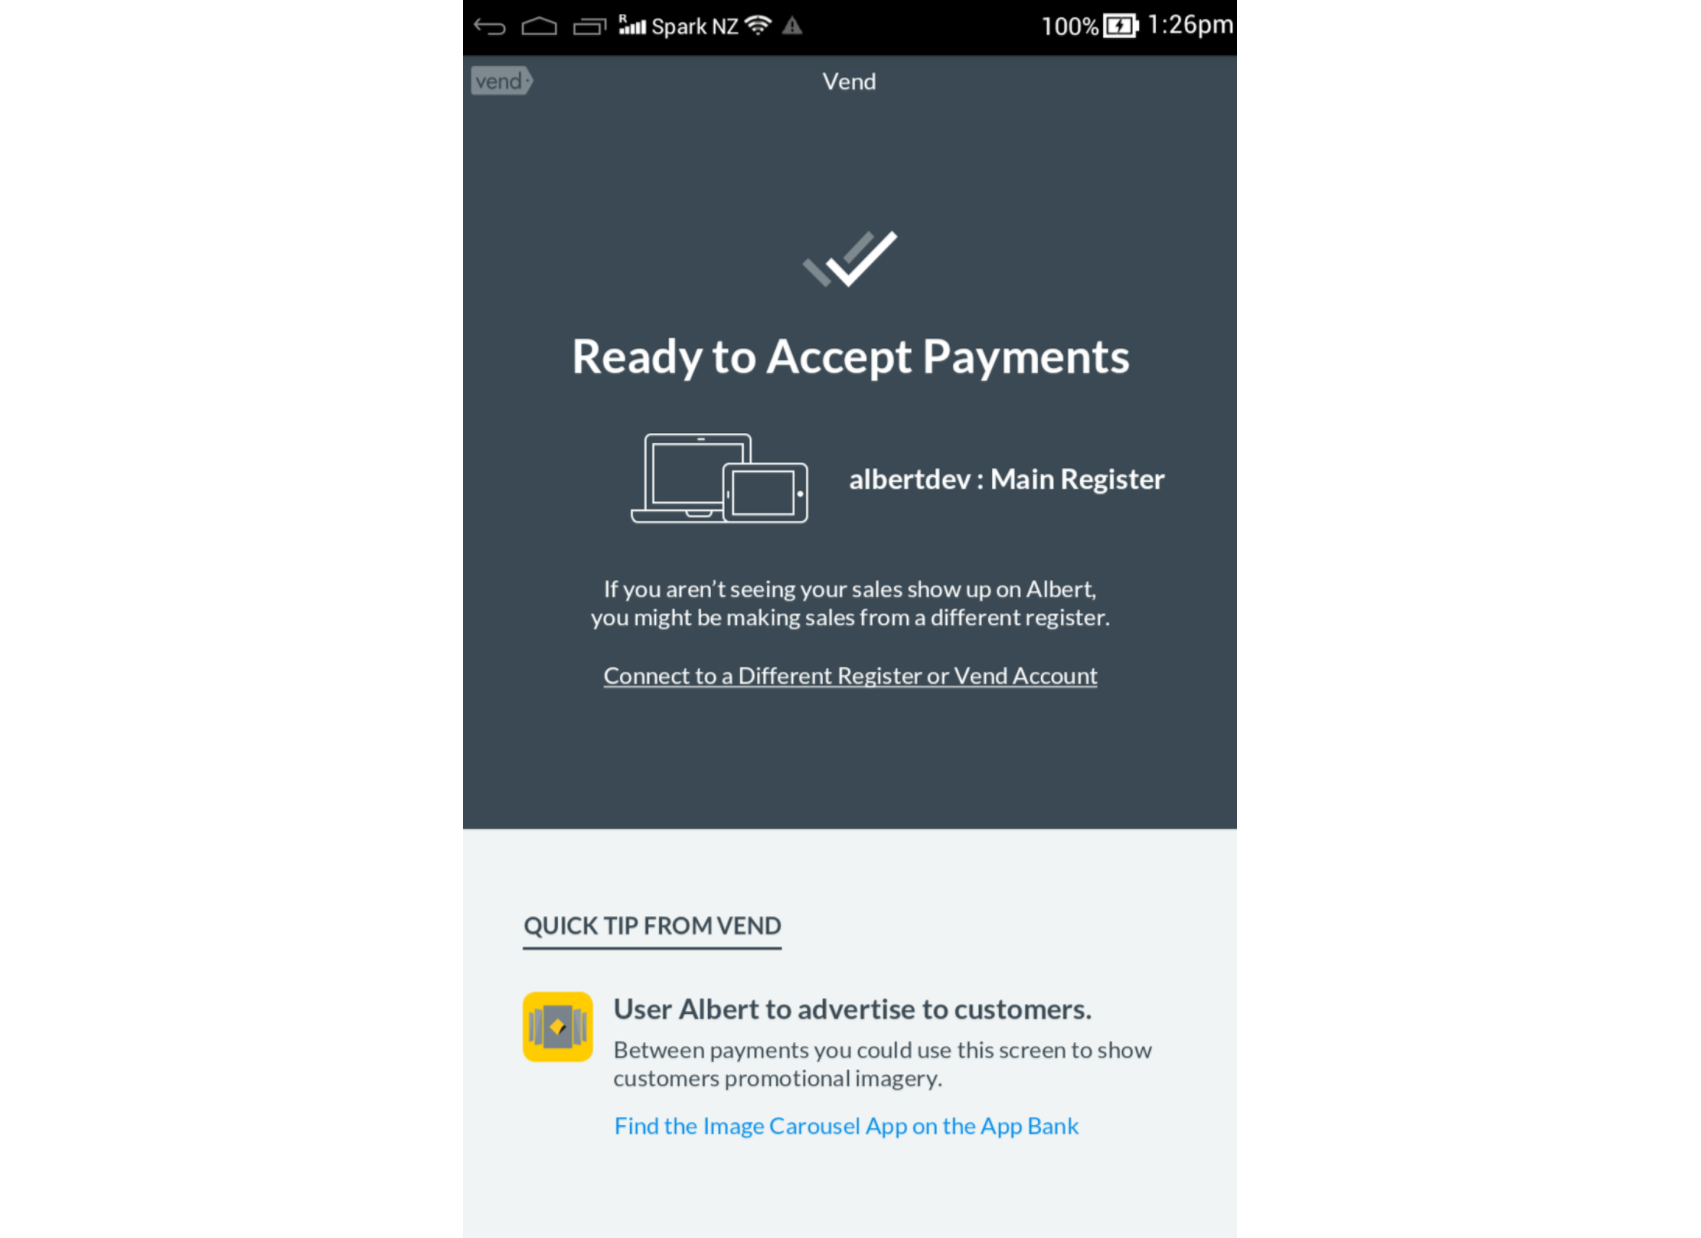 R Spark NZ 100% 1:26pm
vend Vend
Ready to Accept Payments
albertdev : Main Register
If you aren't seeing your sales show up on Albert,
you might be making sales from a different register.
Connect to a Different Register or Vend Account
QUICK TIP FROM VEND
User Albert to advertise to customers.
Between payments you could use this screen to show
customers promotional imagery.
Find the Image Carousel App on the App Bank